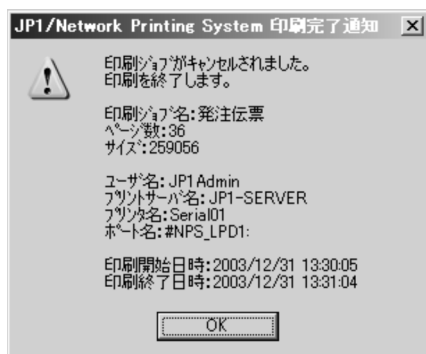 JP1/Network Printing System 印刷完了通知
印刷ｼﾞｮﾌﾞがｷｬﾝｾﾙされました。
印刷を終了します。
印刷ｼﾞｮﾌﾞ名:発注伝票
ﾍﾟｰｼﾞ数:36
ｻｲｽﾞ:259056
ﾕｰｻﾞ名:JP1Admin
ﾌﾟﾘﾝﾄｻｰﾊﾞ名:JP1-SERVER
ﾌﾟﾘﾝﾀ名:Serial01
ﾎﾟｰﾄ名:#NPS_LPD1:
印刷開始日時:2003/12/31 13:30:05
印刷終了日時:2003/12/31 13:31:04
OK